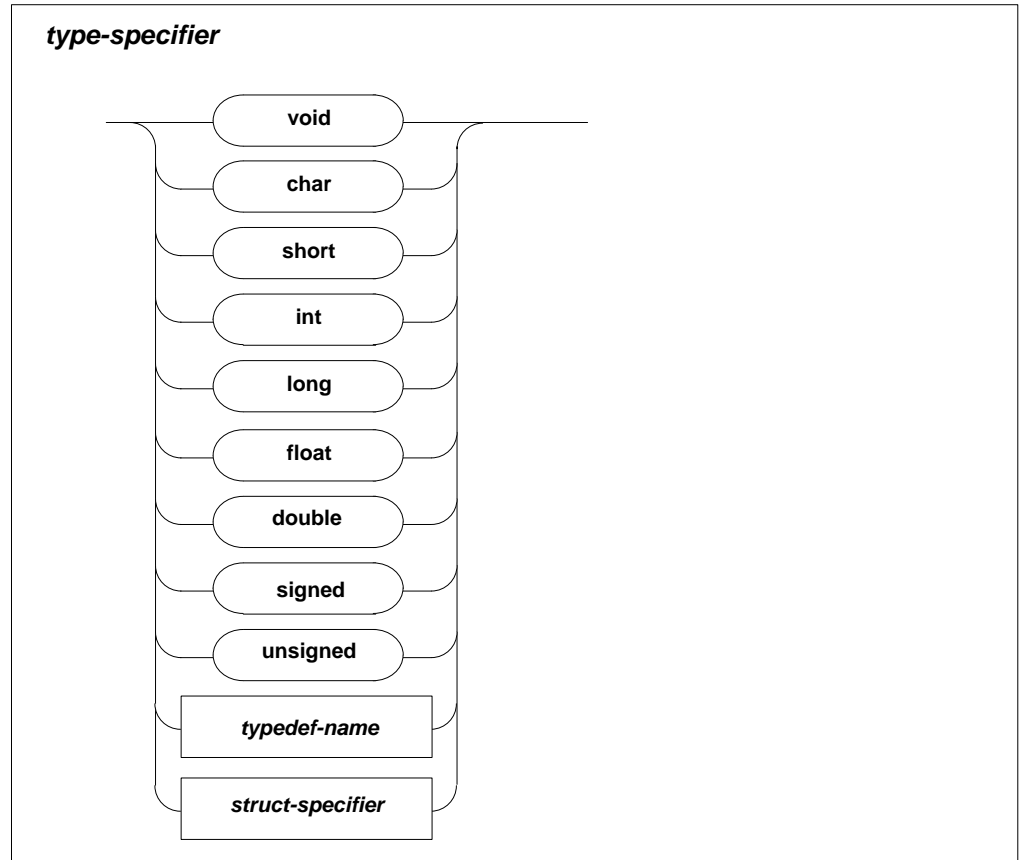 type-specifier
void
char
short
int
long
float
double
signed
unsigned
typedef-name
struct-specifier